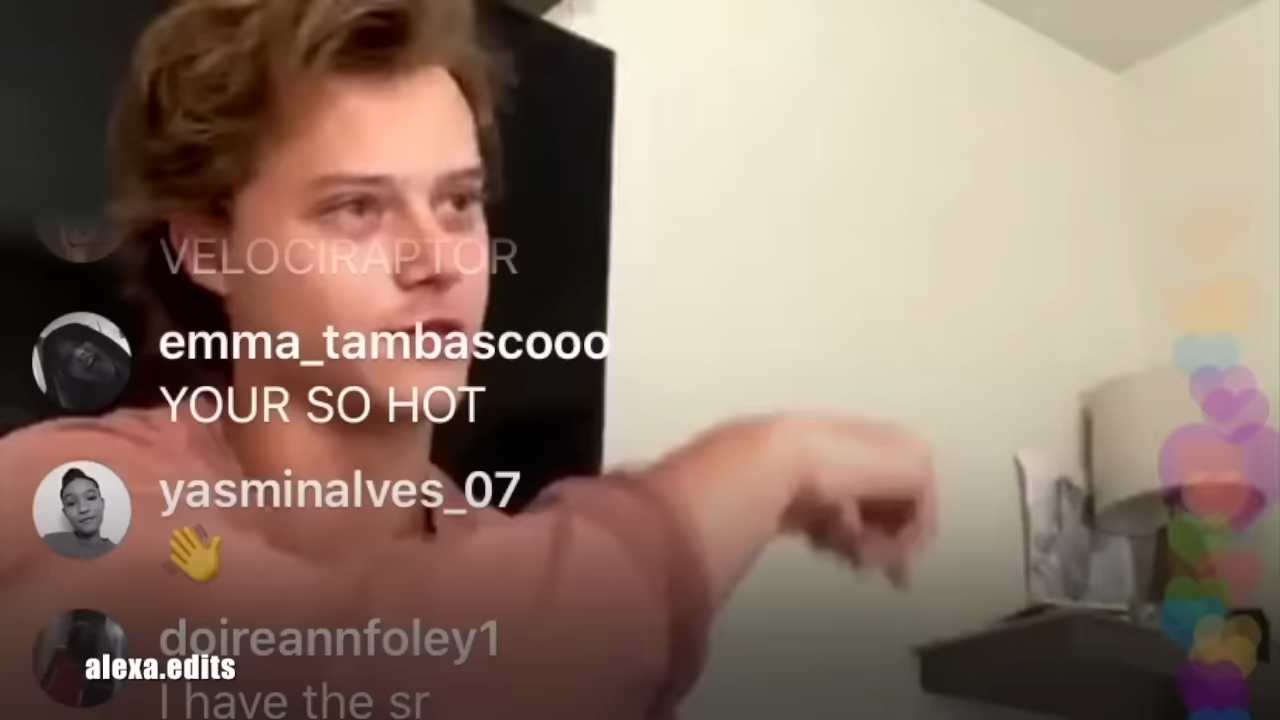 VELOCIRAPTOR
emma_tambascooo
YOUR SO HOT
yasminalves_07
👋
doireannfoley1
alexa.edits
I have the sr